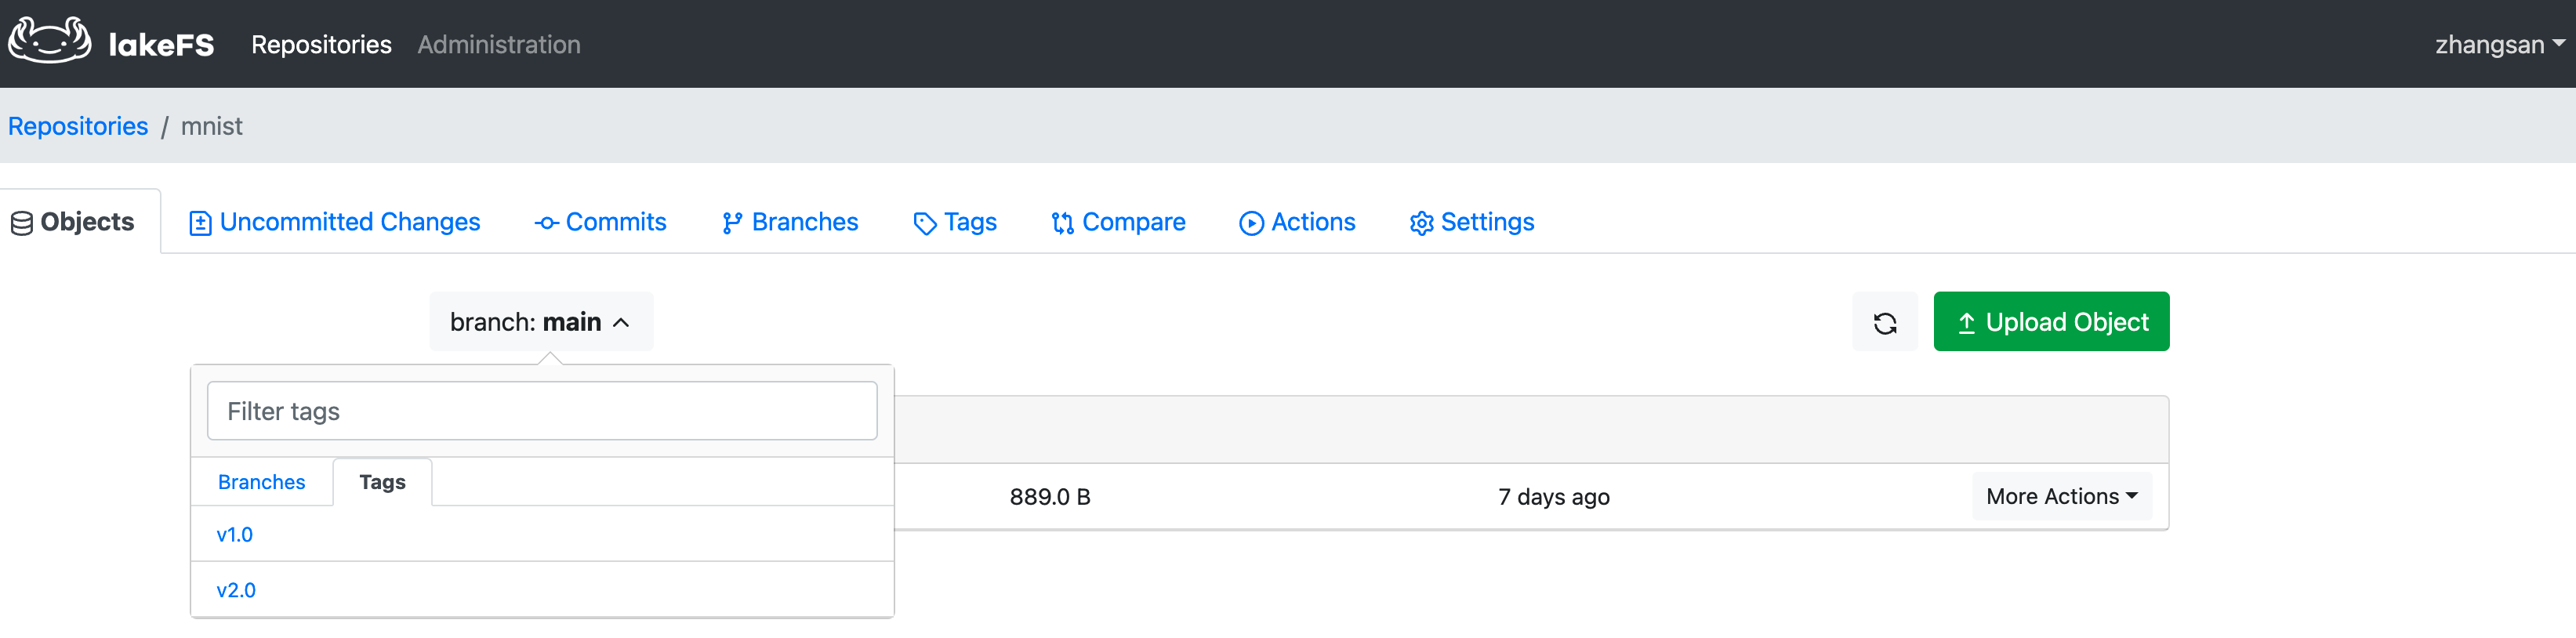 lakeFS Repositories Administration zhangsan
Repositories / mnist
Objects Uncommitted Changes Commits Branches Tags Compare Actions Settings
branch: main Upload Object
Filter tags
Branches Tags
889.0 B 7 days ago More Actions
v1.0
v2.0